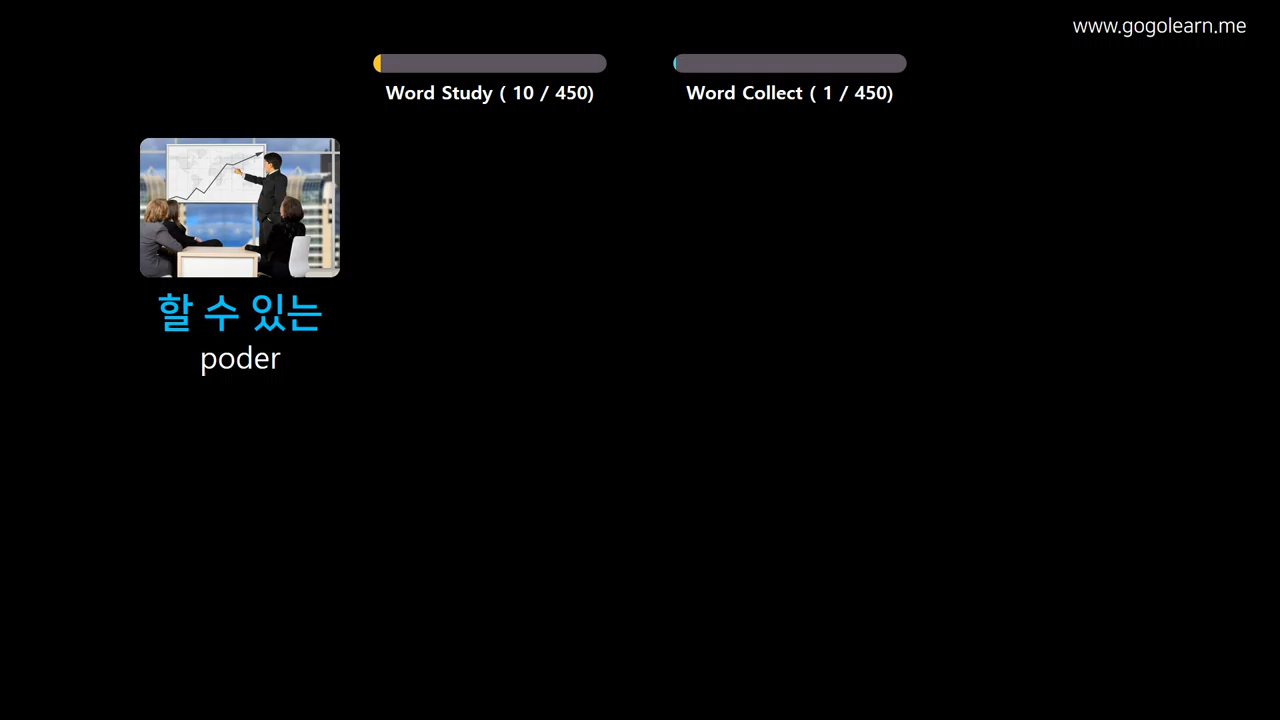 www.gogolearn.me
Word Study ( 10 / 450)
Word Collect ( 1 / 450)
할 수 있는
poder